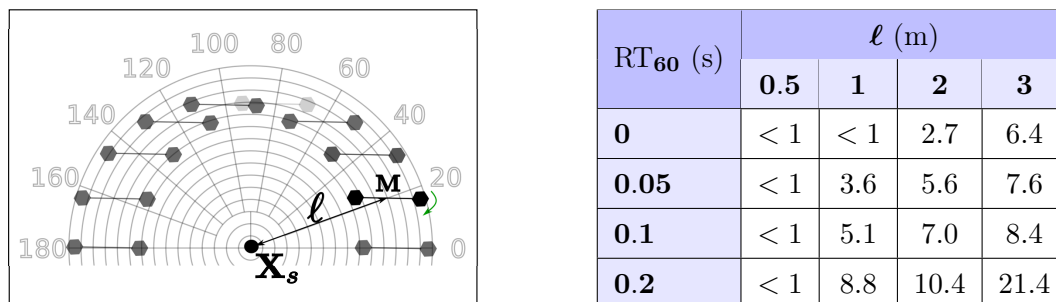 100 80
120 60
140 40
160 M 20
ℓ
180 0
X_s
RT₆₀ (s) ℓ (m)
0.5 1 2 3
0 < 1 < 1 2.7 6.4
0.05 < 1 3.6 5.6 7.6
0.1 < 1 5.1 7.0 8.4
0.2 < 1 8.8 10.4 21.4